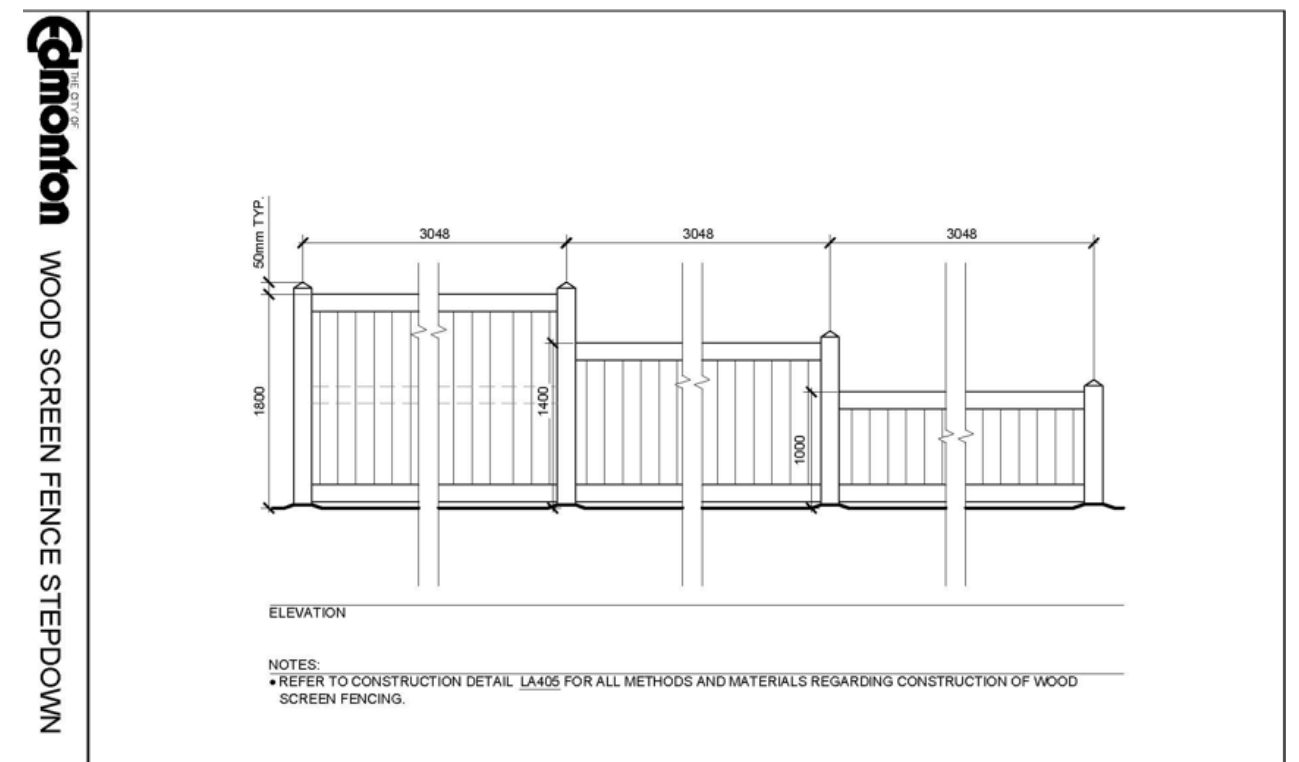 THE CITY OF
Edmonton
WOOD SCREEN FENCE STEPDOWN
50mm TYP.
3048
3048
3048
1800
1400
1000
ELEVATION
NOTES:
• REFER TO CONSTRUCTION DETAIL LA405 FOR ALL METHODS AND MATERIALS REGARDING CONSTRUCTION OF WOOD
SCREEN FENCING.